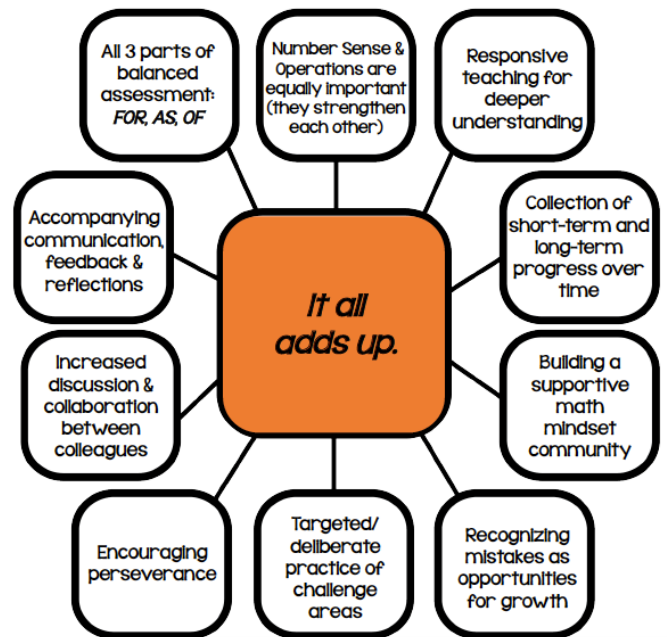 All 3 parts of
balanced
assessment:
FOR, AS, OF
Number Sense &
Operations are
equally important
(they strengthen
each other)
Responsive
teaching for
deeper
understanding
Accompanying
communication,
feedback &
reflections
It all
adds up.
Collection of
short-term and
long-term
progress over
time
Increased
discussion &
collaboration
between
colleagues
Building a
supportive
math
mindset
community
Encouraging
perseverance
Targeted/
deliberate
practice of
challenge
areas
Recognizing
mistakes as
opportunities
for growth